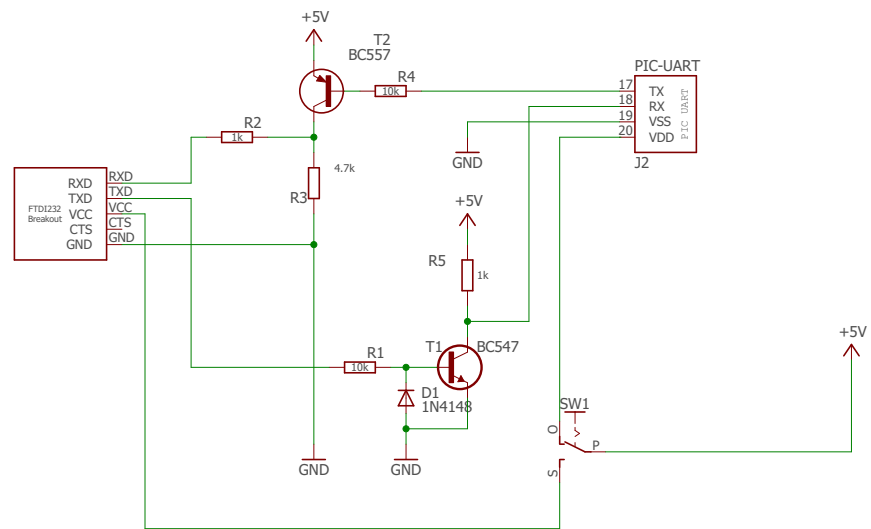 +5V
T2
BC557
R4
10k
PIC-UART
17 TX
18 RX
19 VSS
20 VDD
PIC UART
J2
R2
1k
GND
4.7k
R3
RXD RXD
TXD TXD
VCC VCC
CTS CTS
GND GND
FTDI232
Breakout
+5V
R5
1k
+5V
R1
10k
T1
BC547
D1
1N4148
SW1
O
P
S
GND
GND